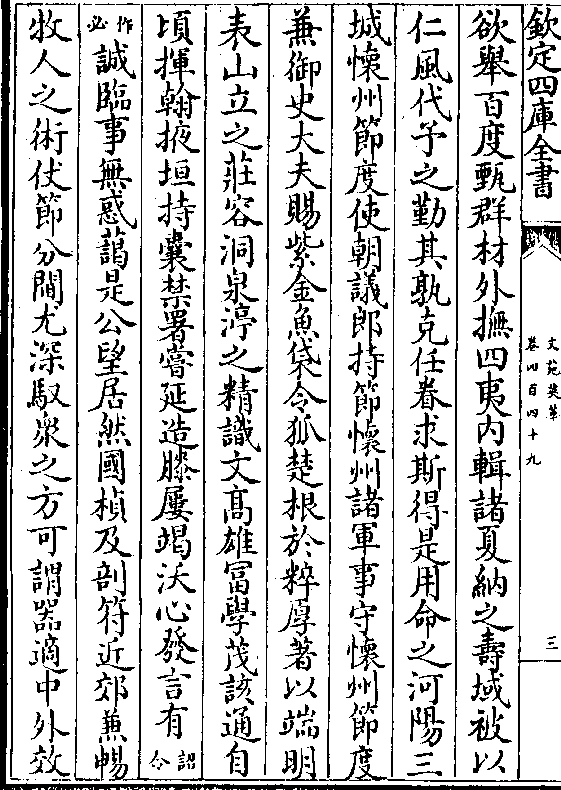 欽定四庫全書
文苑英華
卷四百四十九
三
欲舉百度甄群材外撫四夷内輯諸夏納之壽域被以
仁風代予之勤其孰克任眷求斯得是用命之河陽三
城懷州節度使朝議郎持節懷州諸軍事守懷州節度
兼御史大夫賜紫金魚袋令狐楚根於粹厚著以端明
表山立之莊容洞泉渟之精識文髙雄冨學茂該通自
頃揮翰掖垣持囊禁署嘗延造膝屢竭沃心發言有詔令
作必誠臨事無惑藹是公望居然國楨及剖符近郊兼暢
牧人之術仗節分閫尤深馭衆之方可謂器適中外效